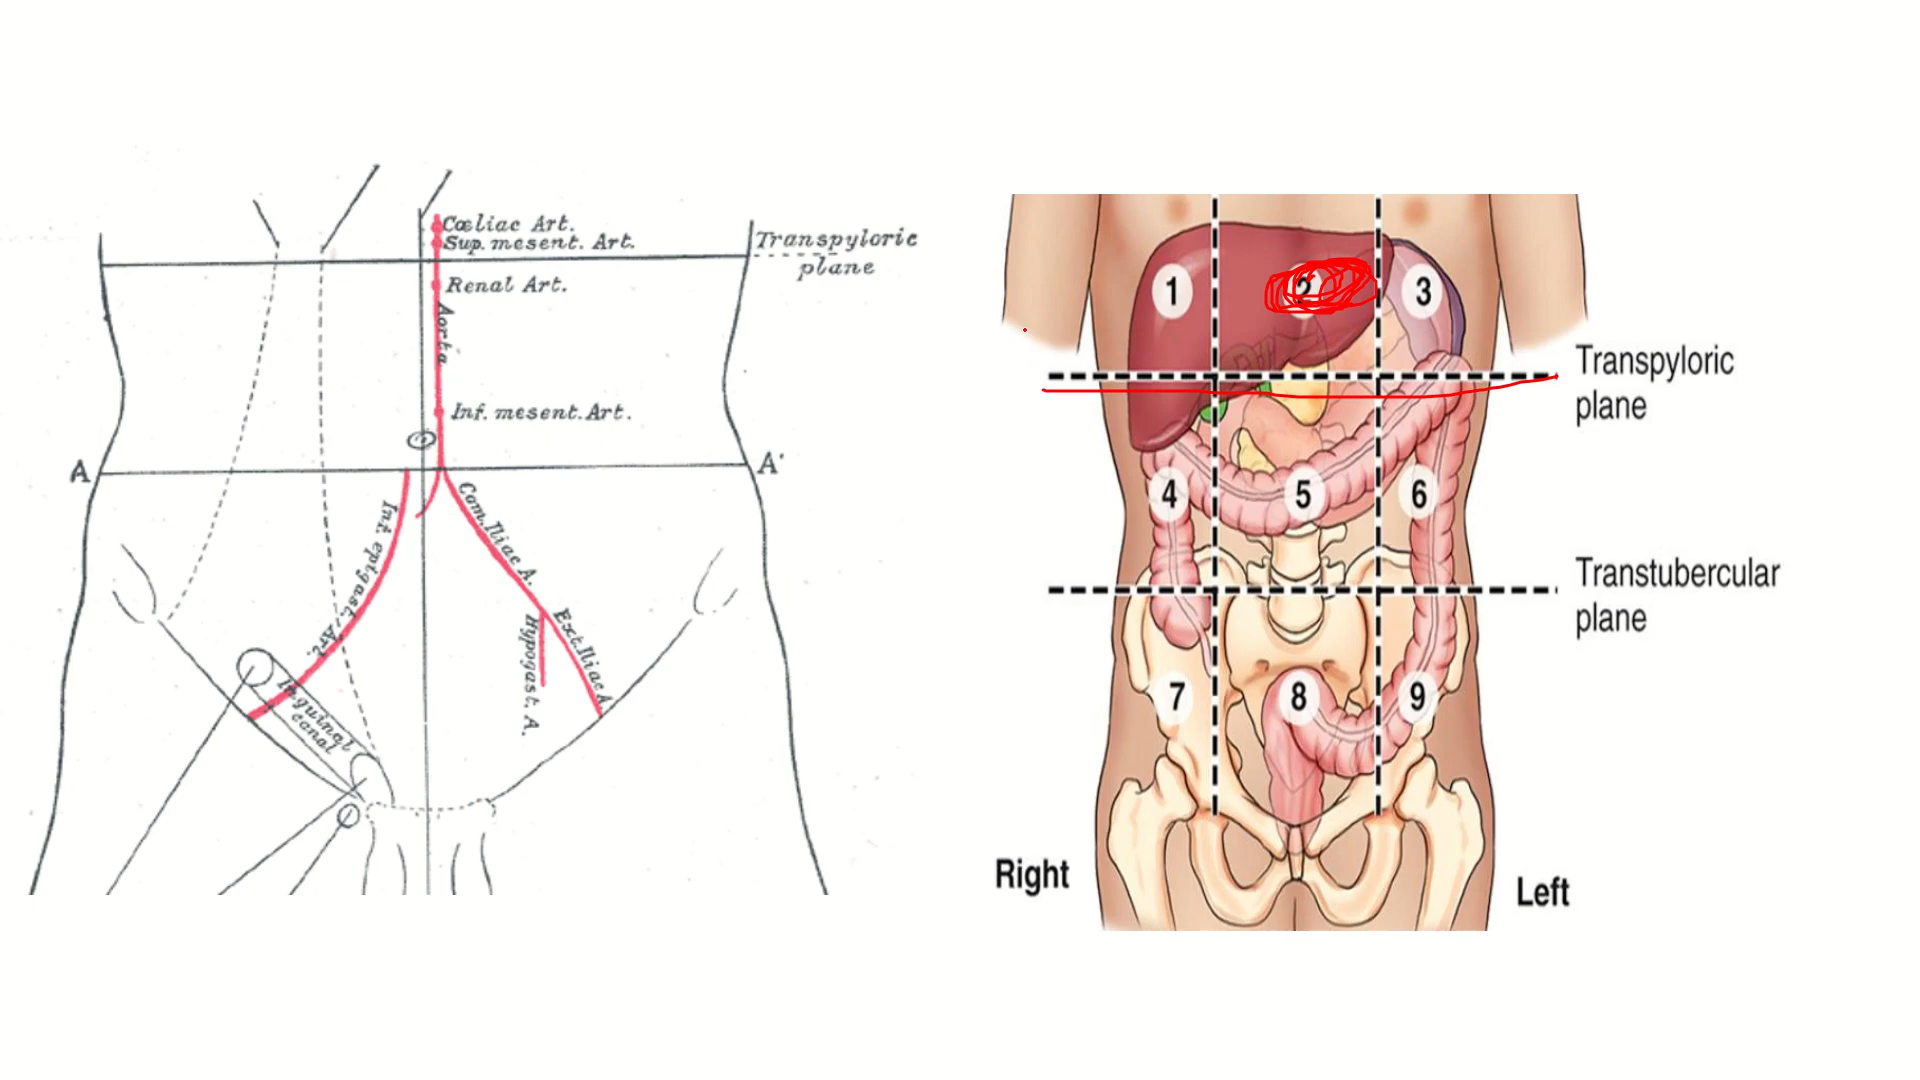 Cœliac Art.
Sup. mesent. Art.
Transpyloric
plane
Renal Art.
Aorta
Inf. mesent. Art.
A
A'
Inf. epigast. Art.
Com. Iliac A.
Hypogast. A.
Ext. Iliac A.
Inguinal
canal
1
2
3
Transpyloric
plane
4
5
6
Transtubercular
plane
7
8
9
Right
Left